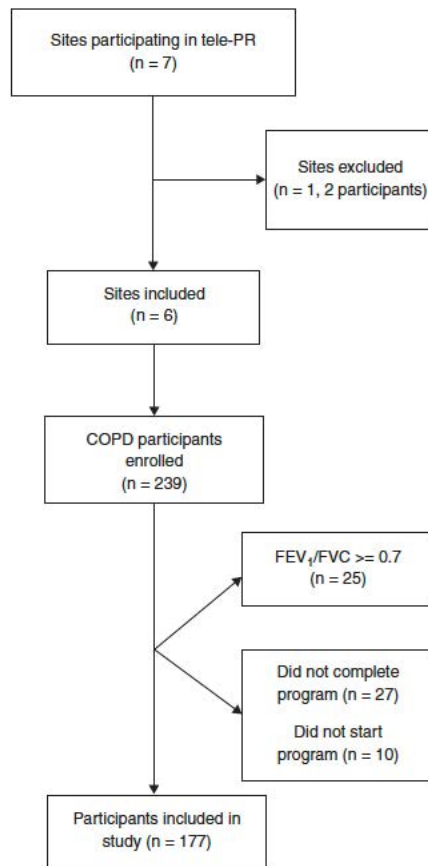 Sites participating in tele-PR
(n = 7)
Sites excluded
(n = 1, 2 participants)
Sites included
(n = 6)
COPD participants
enrolled
(n = 239)
FEV₁/FVC >= 0.7
(n = 25)
Did not complete
program (n = 27)
Did not start
program (n = 10)
Participants included in
study (n = 177)